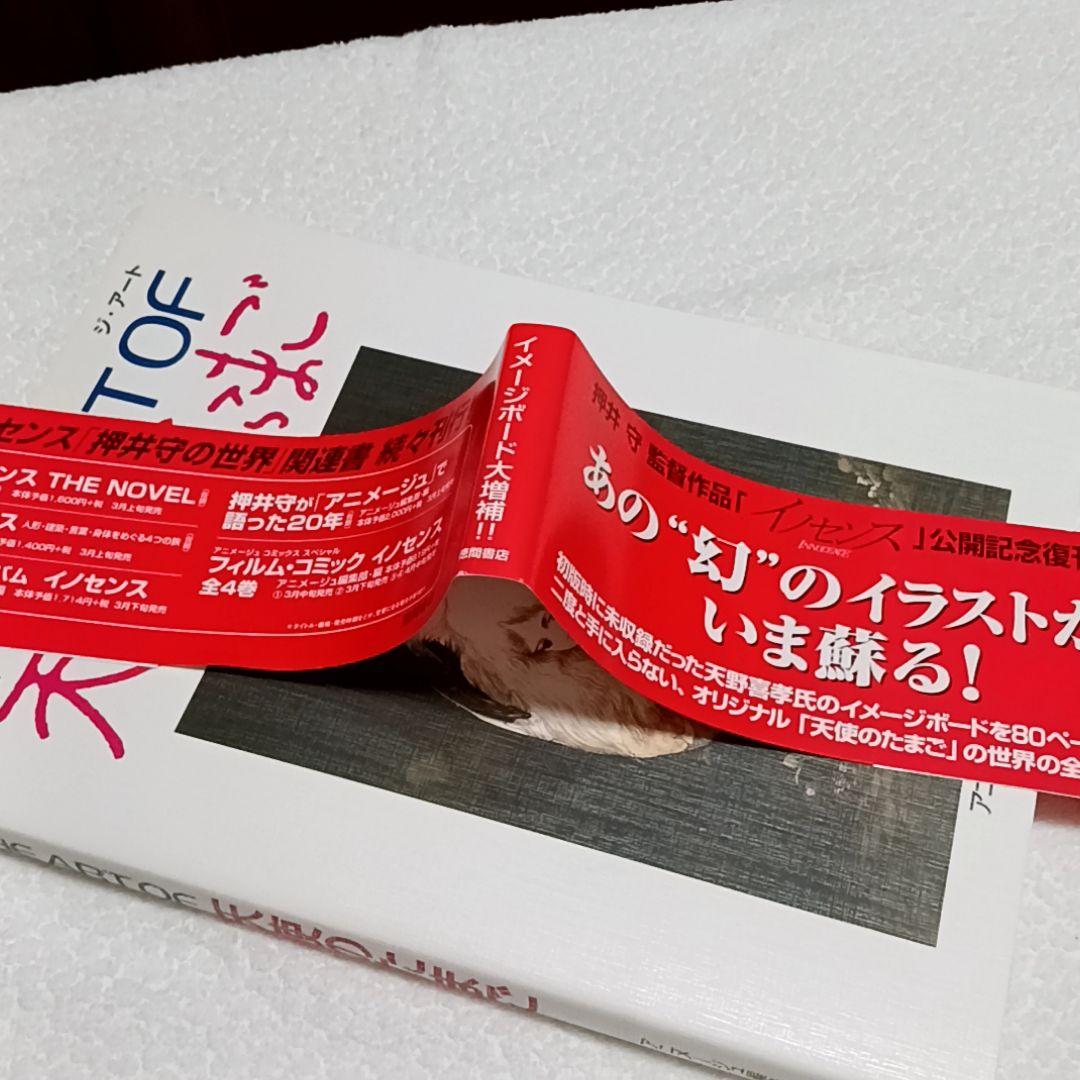 ジ・アート
T OF
センス「押井守の世界」関連書 続々刊行
ンス THE NOVEL
本体予価1,600円+税 3月上旬発売
ス 人形・建築・言葉・身体をめぐる4つの旅
1,400円+税 3月上旬発売
バム イノセンス
本体予価1,714円+税 3月下旬発売
押井守が「アニメージュ」で
語った20年
アニメージュ コミックス スペシャル
フィルム・コミック イノセンス
全4巻
アニメージュ編集部・編
①3月中旬発売 ②3月下旬発売
イメージボード大増補!!
徳間書店
押井 守 監督作品「イノセンス」公開記念復刊
INNOCENCE
あの“幻”のイラストが
いま蘇る!
初版時に未収録だった天野喜孝氏のイメージボードを80ペー
二度と手に入らない、オリジナル「天使のたまご」の世界の全
THE ART OF 天使のたまご